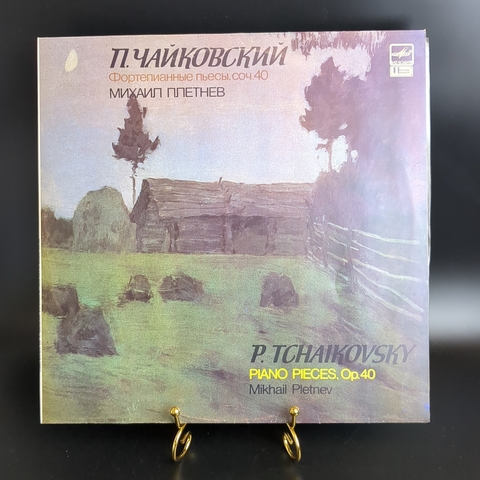 П. ЧАЙКОВСКИЙ
Фортепианные пьесы, соч. 40
МИХАИЛ ПЛЕТНЕВ
P. TCHAIKOVSKY
PIANO PIECES, Op. 40
Mikhail Pletnev